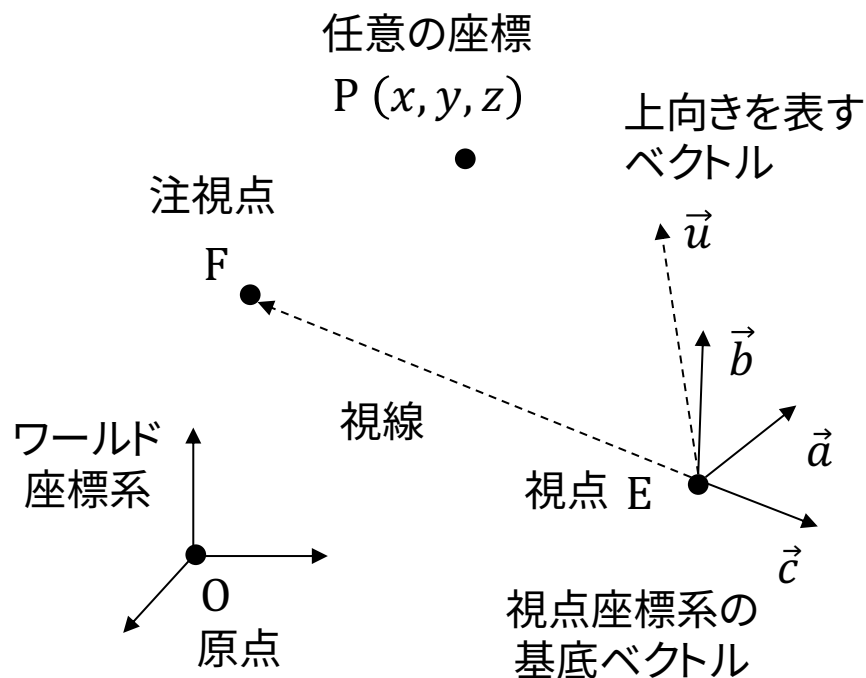 任意の座標
P (x, y, z)
上向きを表す
ベクトル
注視点
F
u
b
視線
ワールド
座標系
a
視点 E
c
O
原点
視点座標系の
基底ベクトル